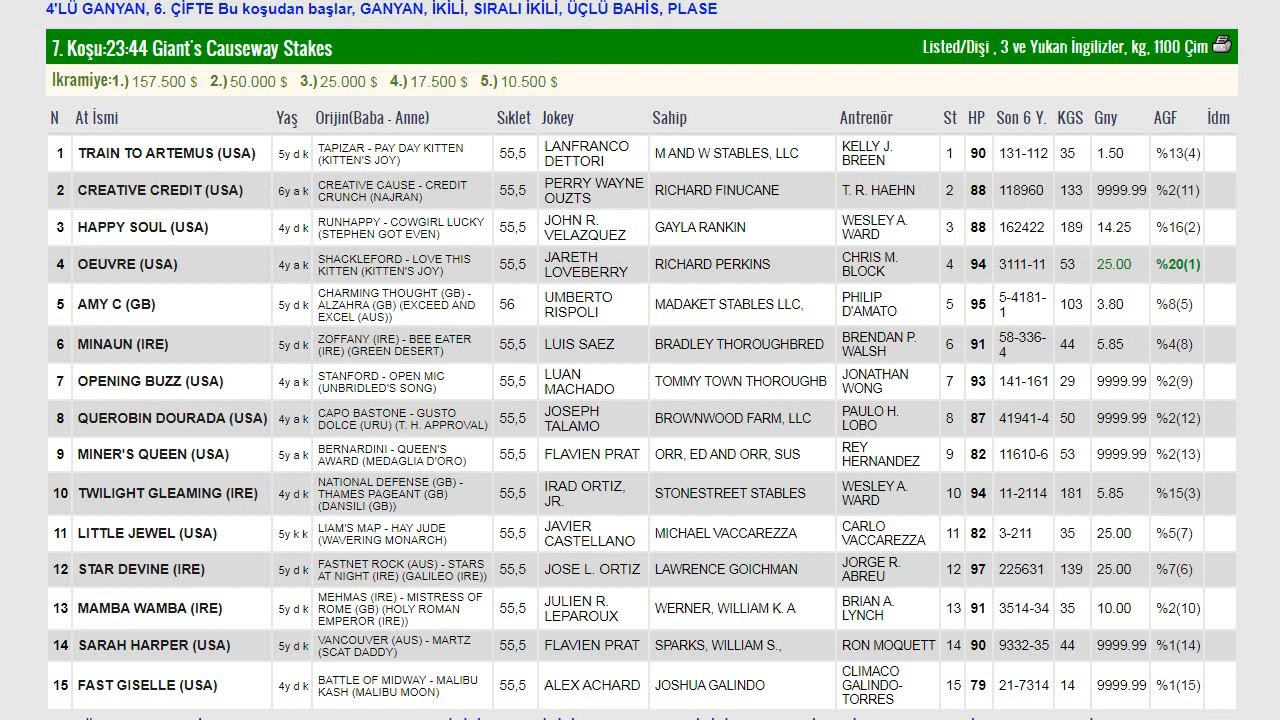 4'LÜ GANYAN, 6. ÇİFTE Bu koşudan başlar, GANYAN, İKİLİ, SIRALI İKİLİ, ÜÇLÜ BAHİS, PLASE
7. Koşu:23:44 Giant's Causeway Stakes Listed/Dişi , 3 ve Yukarı İngilizler, kg, 1100 Çim
Ikramiye:1.) 157.500 $ 2.) 50.000 $ 3.) 25.000 $ 4.) 17.500 $ 5.) 10.500 $
N At İsmi Yaş Orijin(Baba - Anne) Sıklet Jokey Sahip Antrenör St HP Son 6 Y. KGS Gny AGF İdm
1 TRAIN TO ARTEMUS (USA) 5y d k TAPIZAR - PAY DAY KITTEN (KITTEN'S JOY) 55,5 LANFRANCO DETTORI M AND W STABLES, LLC KELLY J. BREEN 1 90 131-112 35 1.50 %13(4)
2 CREATIVE CREDIT (USA) 6y a k CREATIVE CAUSE - CREDIT CRUNCH (NAJRAN) 55,5 PERRY WAYNE OUZTS RICHARD FINUCANE T. R. HAEHN 2 88 118960 133 9999.99 %2(11)
3 HAPPY SOUL (USA) 4y d k RUNHAPPY - COWGIRL LUCKY (STEPHEN GOT EVEN) 55,5 JOHN R. VELAZQUEZ GAYLA RANKIN WESLEY A. WARD 3 88 162422 189 14.25 %16(2)
4 OEUVRE (USA) 4y a k SHACKLEFORD - LOVE THIS KITTEN (KITTEN'S JOY) 55,5 JARETH LOVEBERRY RICHARD PERKINS CHRIS M. BLOCK 4 94 3111-11 53 25.00 %20(1)
5 AMY C (GB) 5y d k CHARMING THOUGHT (GB) - ALZAHRA (GB) (EXCEED AND EXCEL (AUS)) 56 UMBERTO RISPOLI MADAKET STABLES LLC, PHILIP D'AMATO 5 95 5-4181-1 103 3.80 %8(5)
6 MINAUN (IRE) 5y d k ZOFFANY (IRE) - BEE EATER (IRE) (GREEN DESERT) 55,5 LUIS SAEZ BRADLEY THOROUGHBRED BRENDAN P. WALSH 6 91 58-336-4 44 5.85 %4(8)
7 OPENING BUZZ (USA) 4y a k STANFORD - OPEN MIC (UNBRIDLED'S SONG) 55,5 LUAN MACHADO TOMMY TOWN THOROUGHB JONATHAN WONG 7 93 141-161 29 9999.99 %2(9)
8 QUEROBIN DOURADA (USA) 4y a k CAPO BASTONE - GUSTO DOLCE (URU) (T. H. APPROVAL) 55,5 JOSEPH TALAMO BROWNWOOD FARM, LLC PAULO H. LOBO 8 87 41941-4 50 9999.99 %2(12)
9 MINER'S QUEEN (USA) 5y a k BERNARDINI - QUEEN'S AWARD (MEDAGLIA D'ORO) 55,5 FLAVIEN PRAT ORR, ED AND ORR, SUS REY HERNANDEZ 9 82 11610-6 53 9999.99 %2(13)
10 TWILIGHT GLEAMING (IRE) 4y d k NATIONAL DEFENSE (GB) - THAMES PAGEANT (GB) (DANSILI (GB)) 55,5 IRAD ORTIZ, JR. STONESTREET STABLES WESLEY A. WARD 10 94 11-2114 181 5.85 %15(3)
11 LITTLE JEWEL (USA) 5y k k LIAM'S MAP - HAY JUDE (WAVERING MONARCH) 55,5 JAVIER CASTELLANO MICHAEL VACCAREZZA CARLO VACCAREZZA 11 82 3-211 35 25.00 %5(7)
12 STAR DEVINE (IRE) 5y d k FASTNET ROCK (AUS) - STARS AT NIGHT (IRE) (GALILEO (IRE)) 55,5 JOSE L. ORTIZ LAWRENCE GOICHMAN JORGE R. ABREU 12 97 225631 139 25.00 %7(6)
13 MAMBA WAMBA (IRE) 5y d k MEHMAS (IRE) - MISTRESS OF ROME (GB) (HOLY ROMAN EMPEROR (IRE)) 55,5 JULIEN R. LEPAROUX WERNER, WILLIAM K. A BRIAN A. LYNCH 13 91 3514-34 35 10.00 %2(10)
14 SARAH HARPER (USA) 5y d k VANCOUVER (AUS) - MARTZ (SCAT DADDY) 55,5 FLAVIEN PRAT SPARKS, WILLIAM S., RON MOQUETT 14 90 9332-35 44 9999.99 %1(14)
15 FAST GISELLE (USA) 4y d k BATTLE OF MIDWAY - MALIBU KASH (MALIBU MOON) 55,5 ALEX ACHARD JOSHUA GALINDO CLIMACO GALINDO-TORRES 15 79 21-7314 14 9999.99 %1(15)